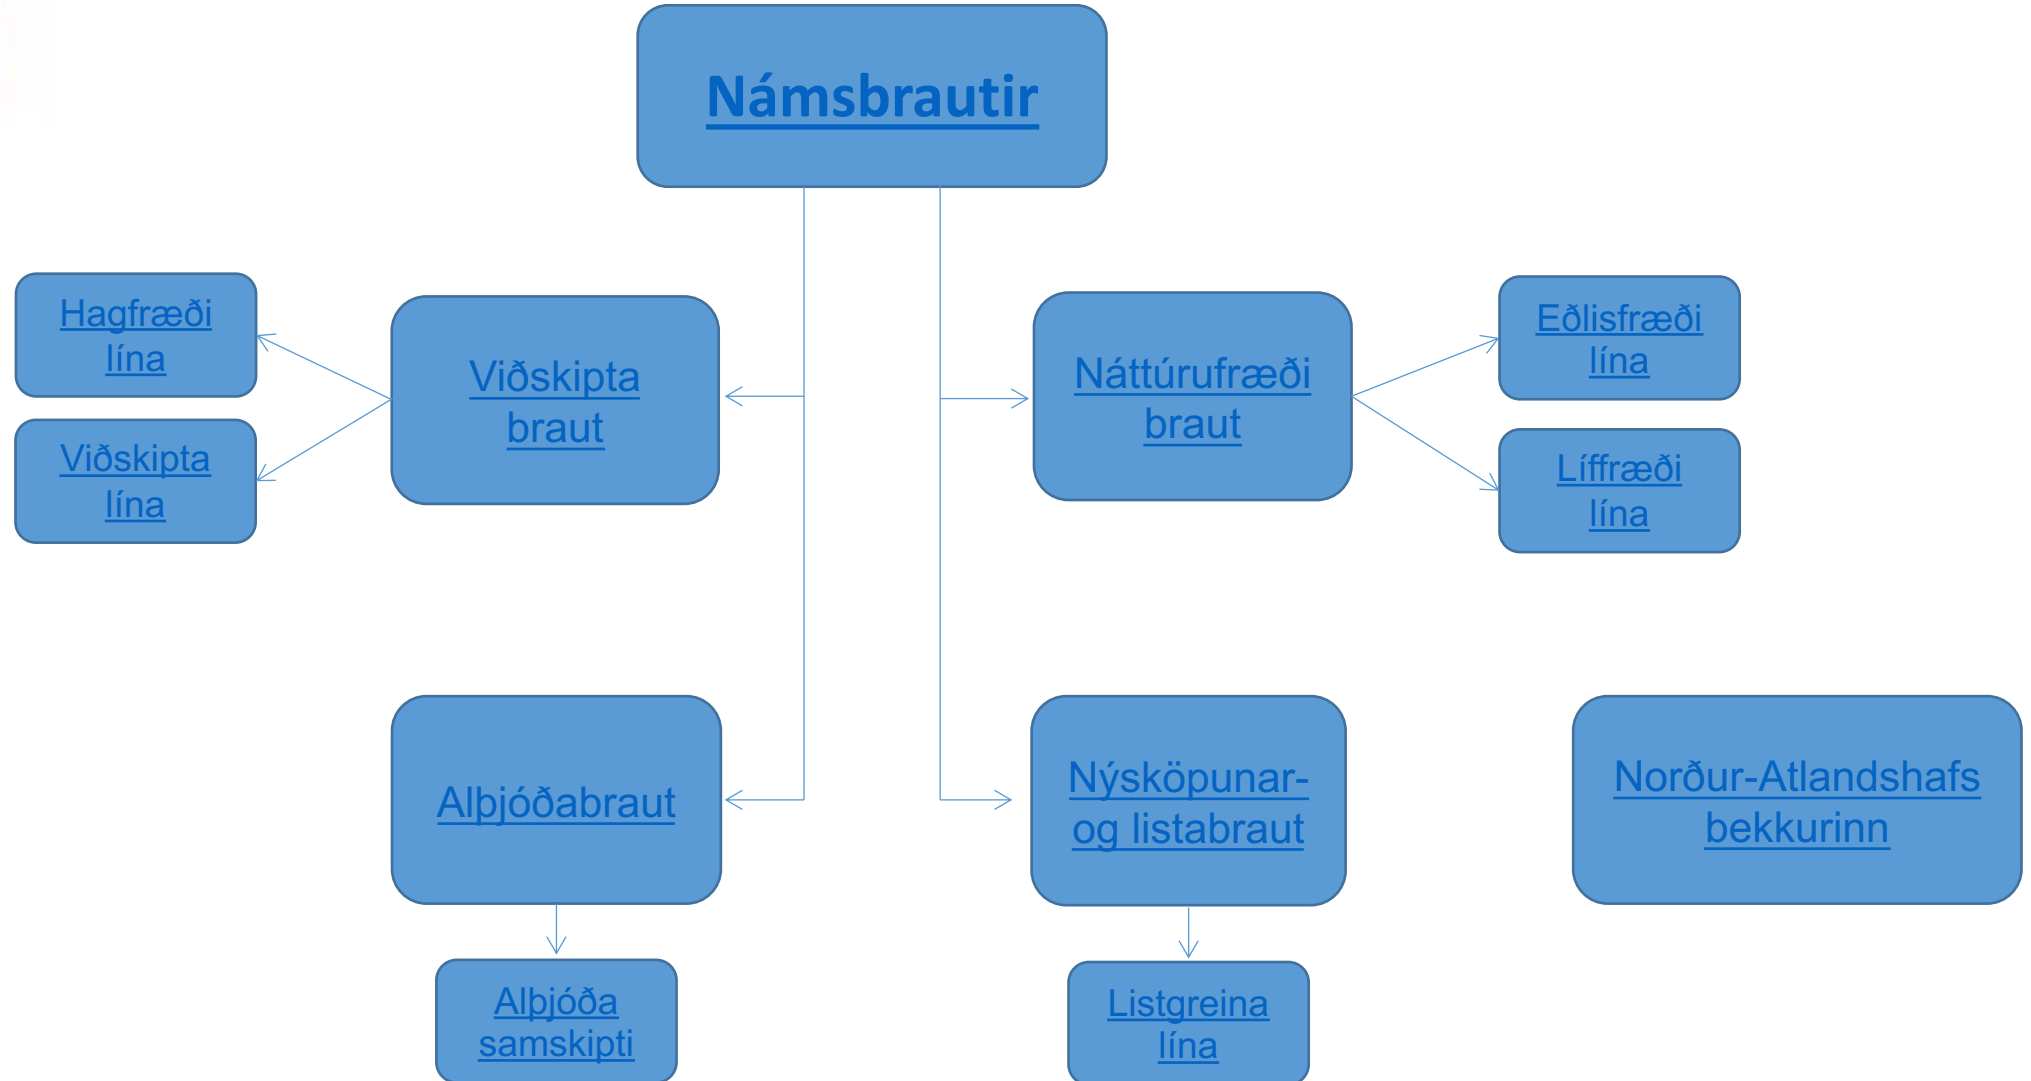 Námsbrautir
Hagfræði
lína
Viðskipta
lína
Viðskipta
braut
Náttúrufræði
braut
Eðlisfræði
lína
Líffræði
lína
Alþjóðabraut
Nýsköpunar-
og listabraut
Norður-Atlandshafs
bekkurinn
Alþjóða
samskipti
Listgreina
lína